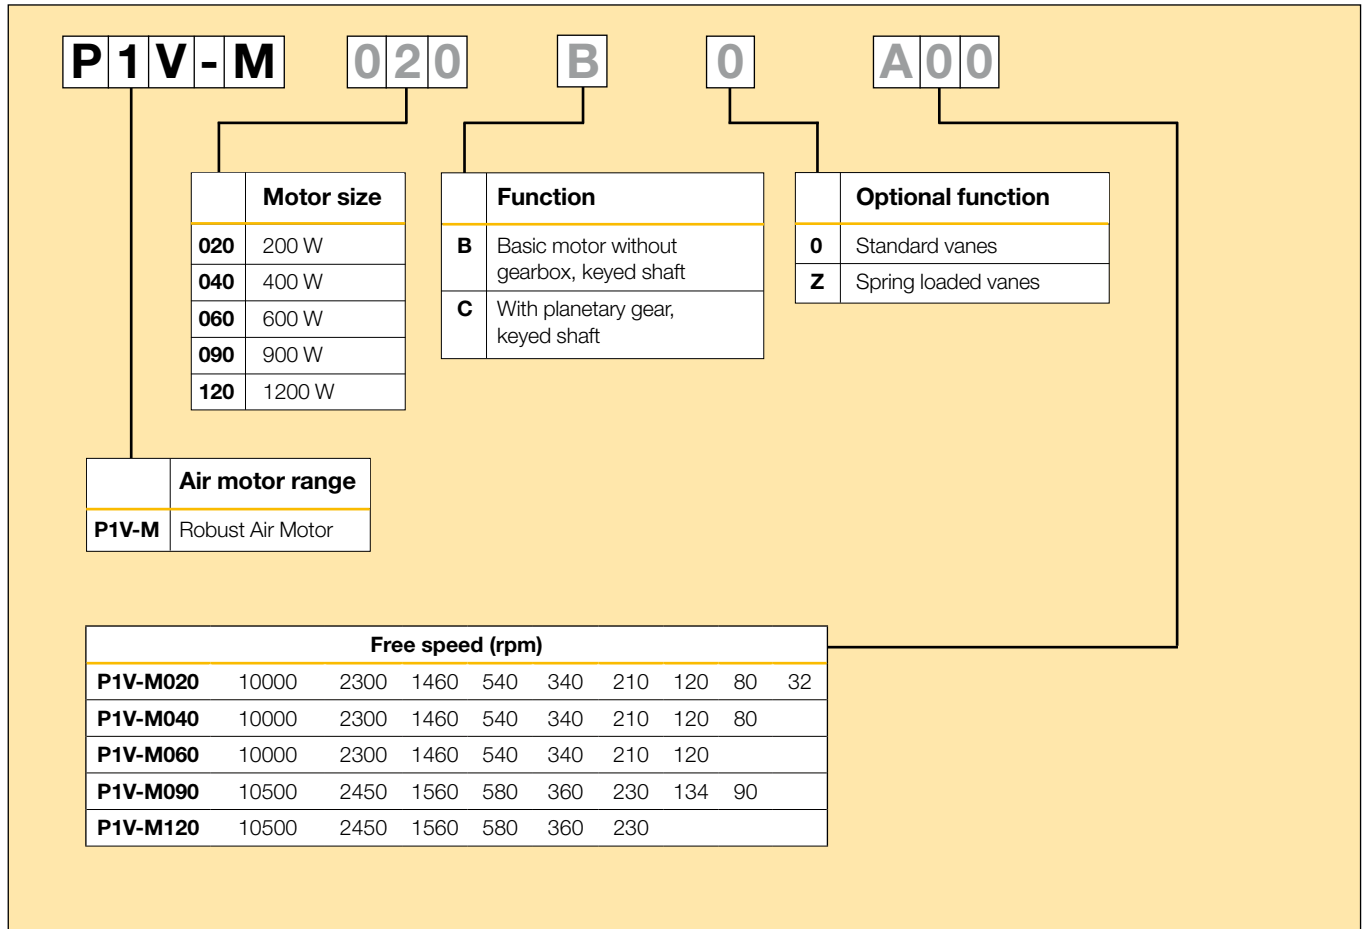 P1V-M 020 B 0 A00
Motor size
020 200 W
040 400 W
060 600 W
090 900 W
120 1200 W
Function
B Basic motor without
gearbox, keyed shaft
C With planetary gear,
keyed shaft
Optional function
0 Standard vanes
Z Spring loaded vanes
Air motor range
P1V-M Robust Air Motor
Free speed (rpm)
P1V-M020 10000 2300 1460 540 340 210 120 80 32
P1V-M040 10000 2300 1460 540 340 210 120 80
P1V-M060 10000 2300 1460 540 340 210 120
P1V-M090 10500 2450 1560 580 360 230 134 90
P1V-M120 10500 2450 1560 580 360 230